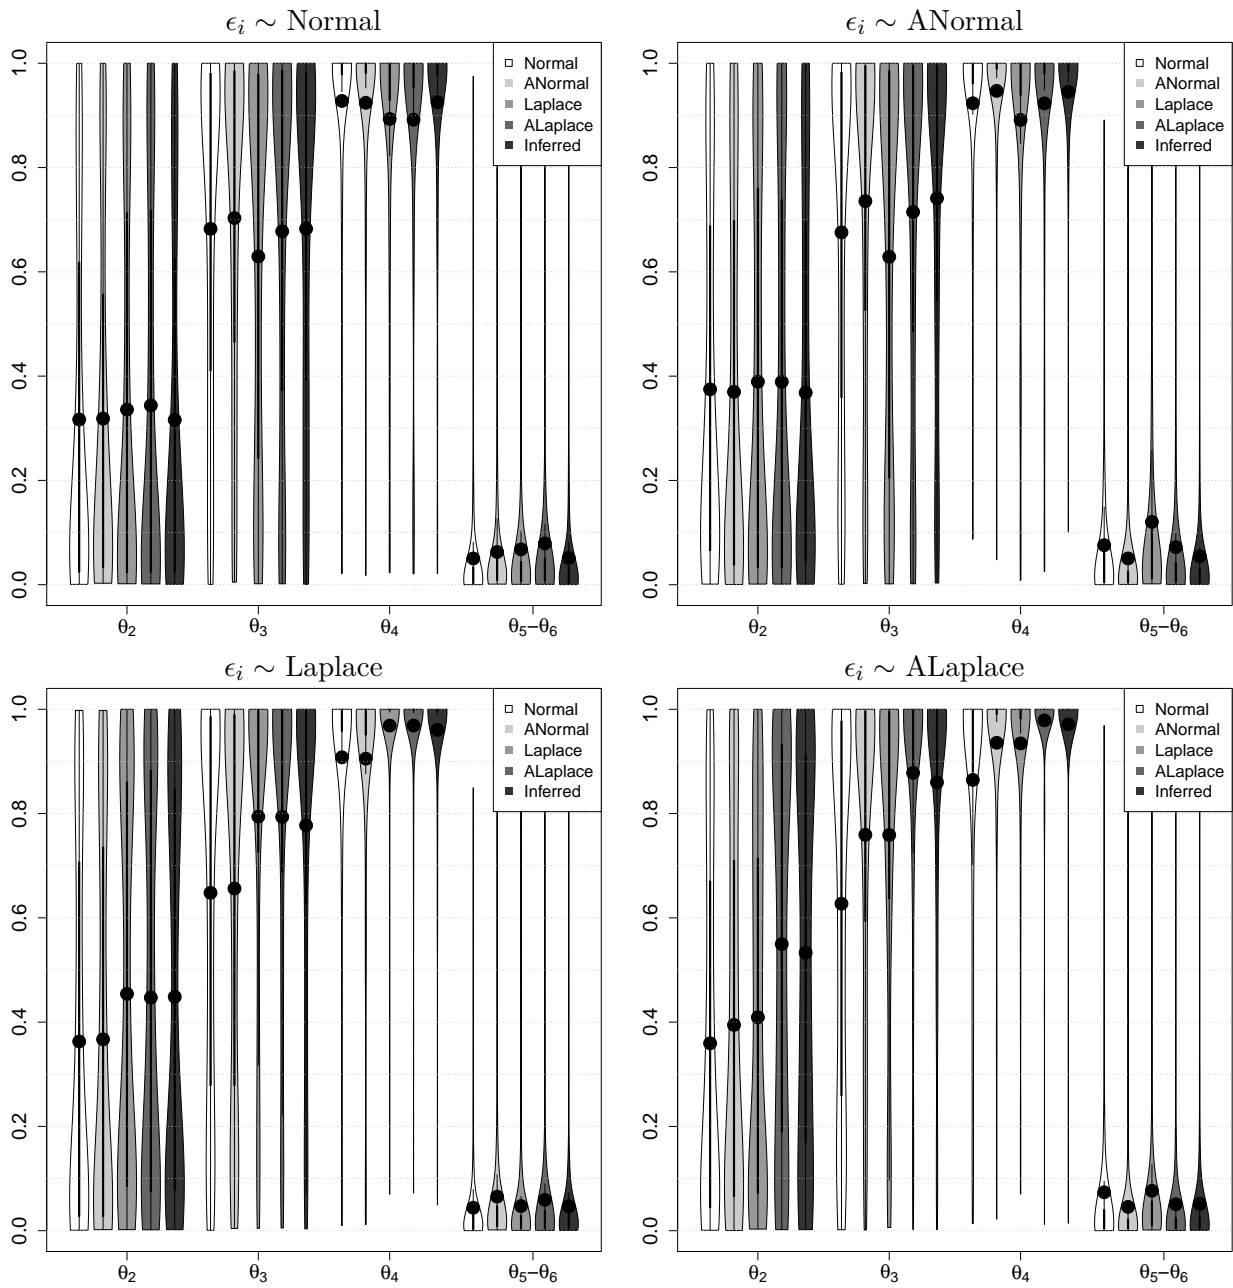 ϵᵢ ∼ Normal
1.0
0.8
0.6
0.4
0.2
0.0
Normal
ANormal
Laplace
ALaplace
Inferred
θ₂ θ₃ θ₄ θ₅−θ₆
ϵᵢ ∼ ANormal
1.0
0.8
0.6
0.4
0.2
0.0
Normal
ANormal
Laplace
ALaplace
Inferred
θ₂ θ₃ θ₄ θ₅−θ₆
ϵᵢ ∼ Laplace
1.0
0.8
0.6
0.4
0.2
0.0
Normal
ANormal
Laplace
ALaplace
Inferred
θ₂ θ₃ θ₄ θ₅−θ₆
ϵᵢ ∼ ALaplace
1.0
0.8
0.6
0.4
0.2
0.0
Normal
ANormal
Laplace
ALaplace
Inferred
θ₂ θ₃ θ₄ θ₅−θ₆